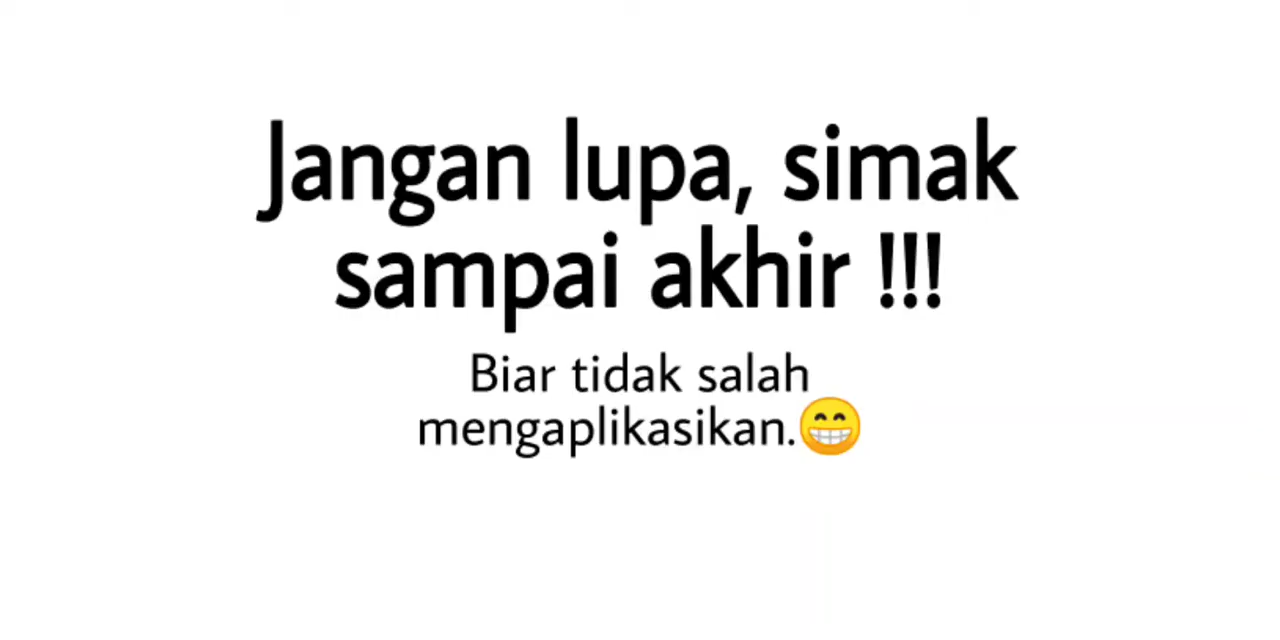 Jangan lupa, simak
sampai akhir !!!
Biar tidak salah
mengaplikasikan.😁